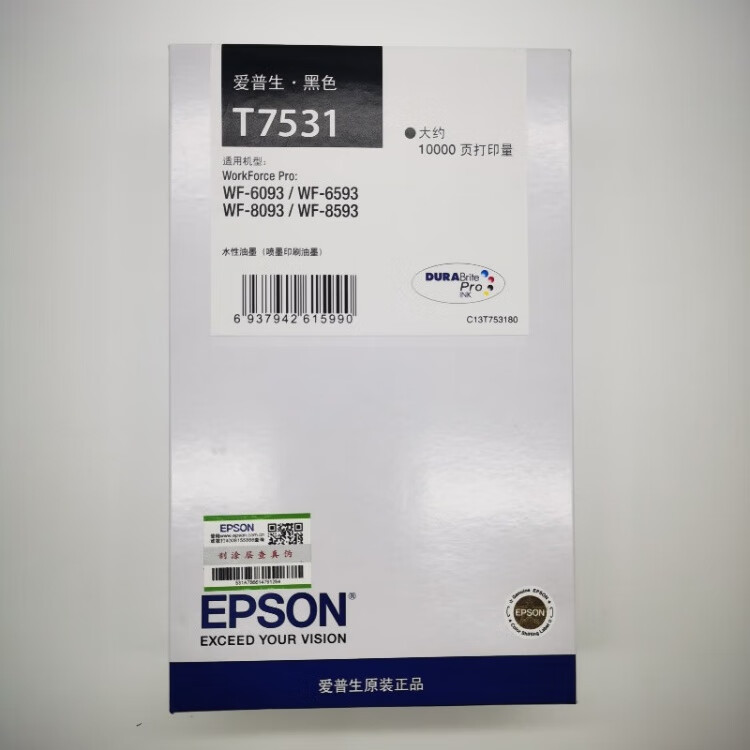 爱普生·黑色
T7531
大约
10000 页打印量
适用机型:
WorkForce Pro:
WF-6093 / WF-6593
WF-8093 / WF-8593
水性油墨（喷墨印刷油墨）
DURABrite
Pro
INK
6 937942 615990
C13T753180
EPSON
刮涂层查真伪
EPSON®
EXCEED YOUR VISION
Genuine EPSON
EPSON
Color Shifting Label
爱普生原装正品